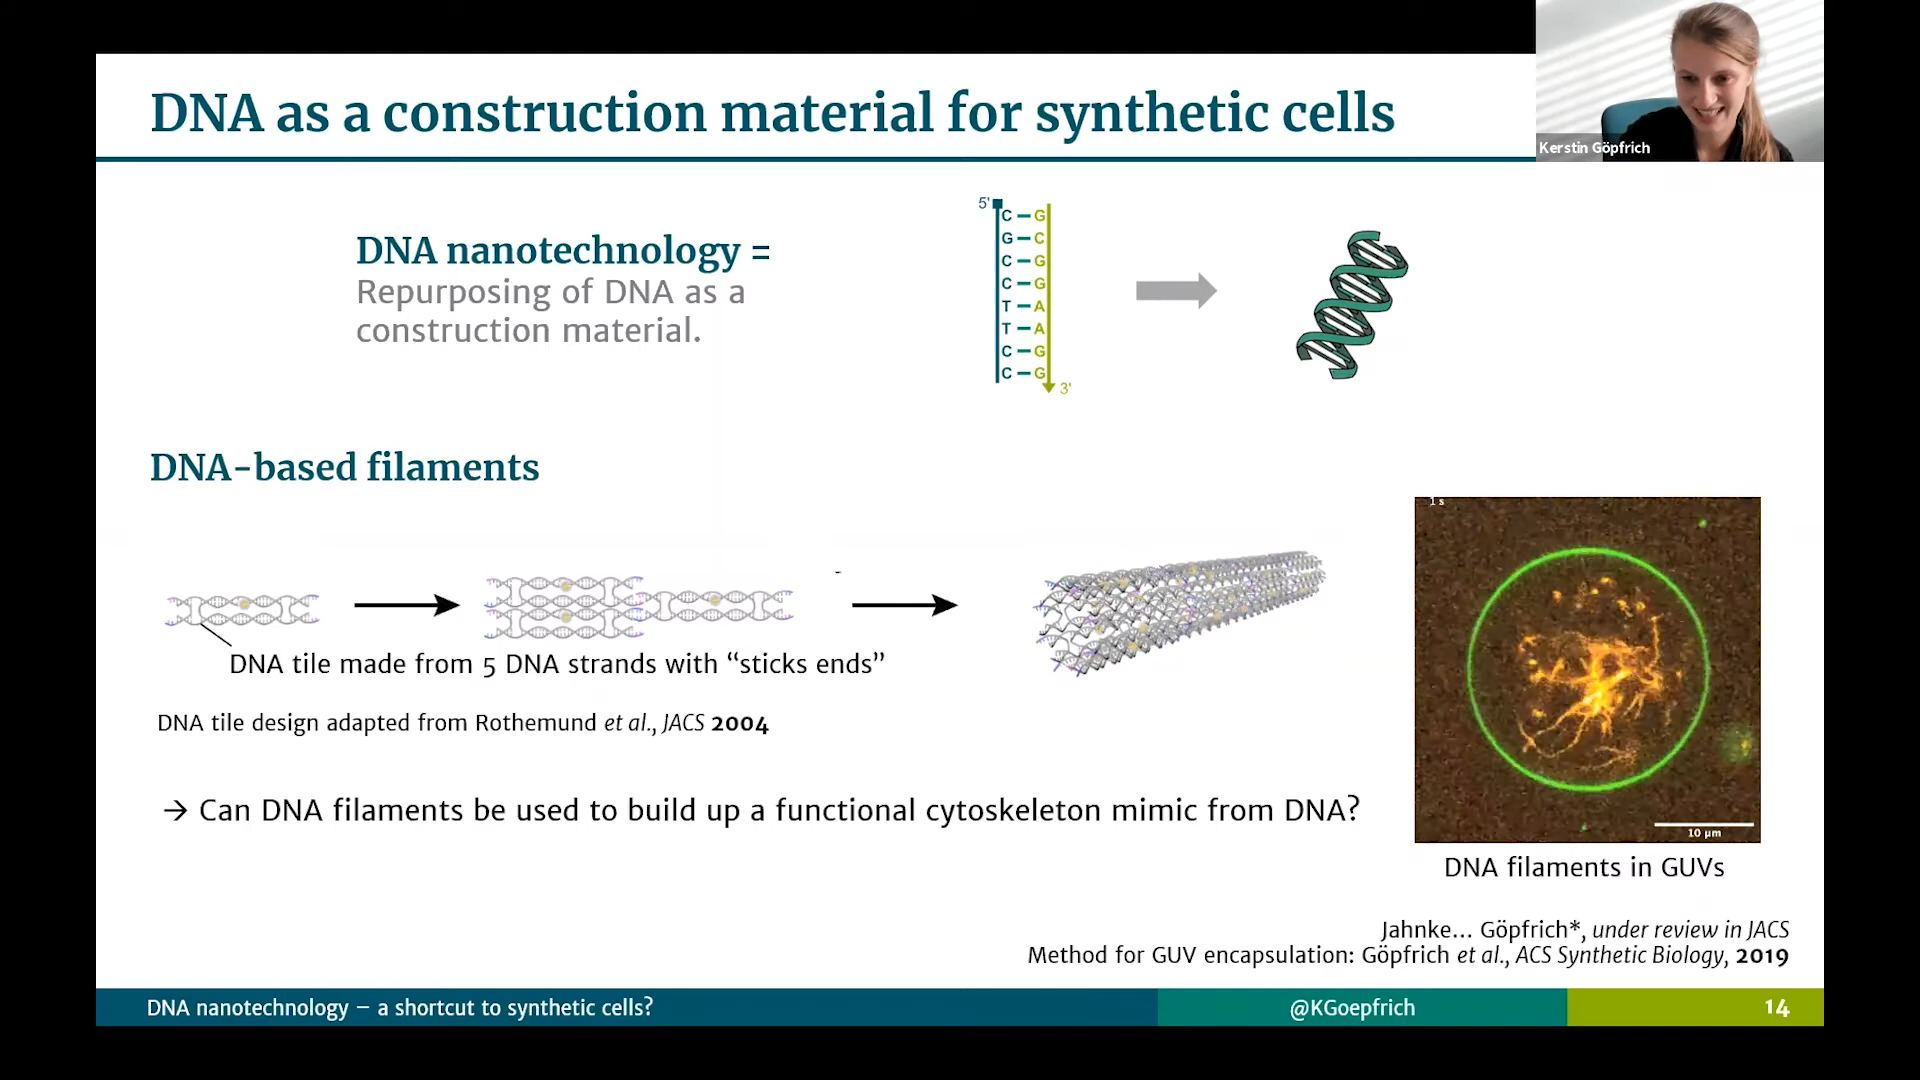 DNA as a construction material for synthetic cells
Kerstin Göpfrich
DNA nanotechnology =
Repurposing of DNA as a
construction material.
5'
C – G
G – C
C – G
C – G
T – A
T – A
C – G
C – G
3'
DNA-based filaments
DNA tile made from 5 DNA strands with “sticks ends”
DNA tile design adapted from Rothemund et al., JACS 2004
→ Can DNA filaments be used to build up a functional cytoskeleton mimic from DNA?
1 s
10 µm
DNA filaments in GUVs
Jahnke... Göpfrich*, under review in JACS
Method for GUV encapsulation: Göpfrich et al., ACS Synthetic Biology, 2019
DNA nanotechnology – a shortcut to synthetic cells?
@KGoepfrich
14